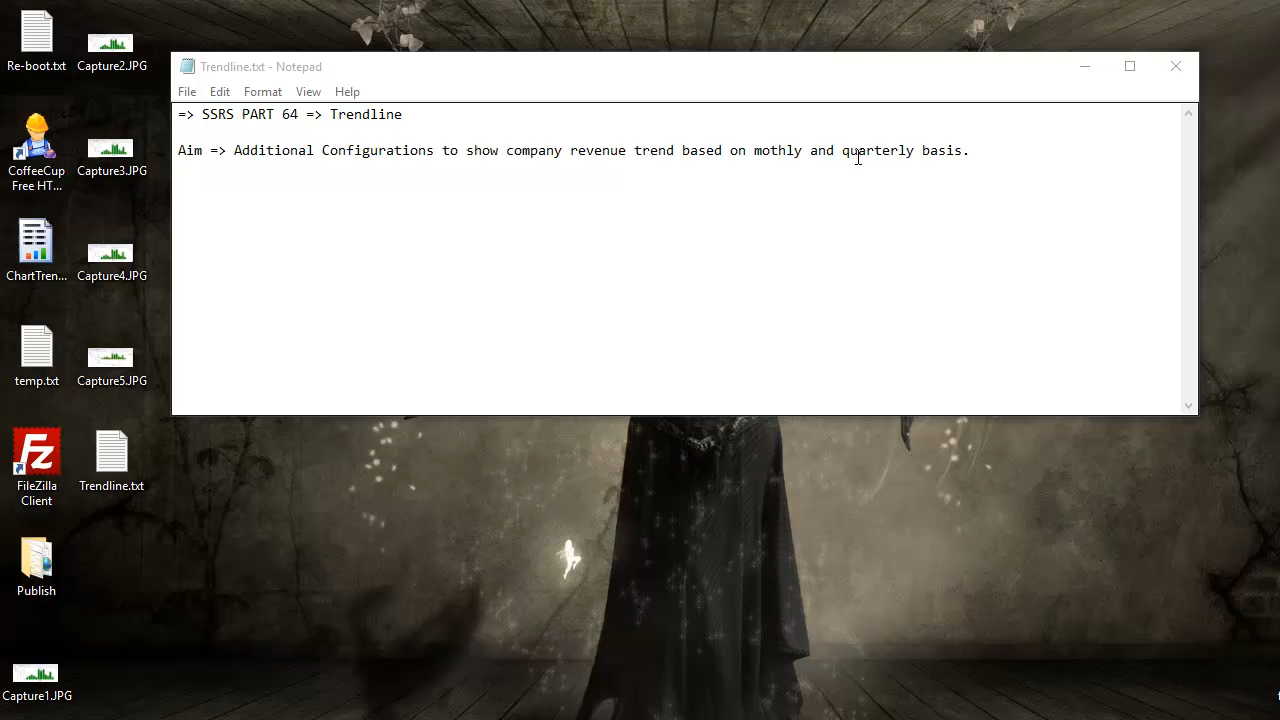 Re-boot.txt
Capture2.JPG
Trendline.txt - Notepad
File Edit Format View Help
=> SSRS PART 64 => Trendline
Aim => Additional Configurations to show company revenue trend based on mothly and quarterly basis.
CoffeeCup
Free HT...
Capture3.JPG
ChartTren...
Capture4.JPG
temp.txt
Capture5.JPG
Fz
FileZilla
Client
Trendline.txt
Publish
Capture1.JPG